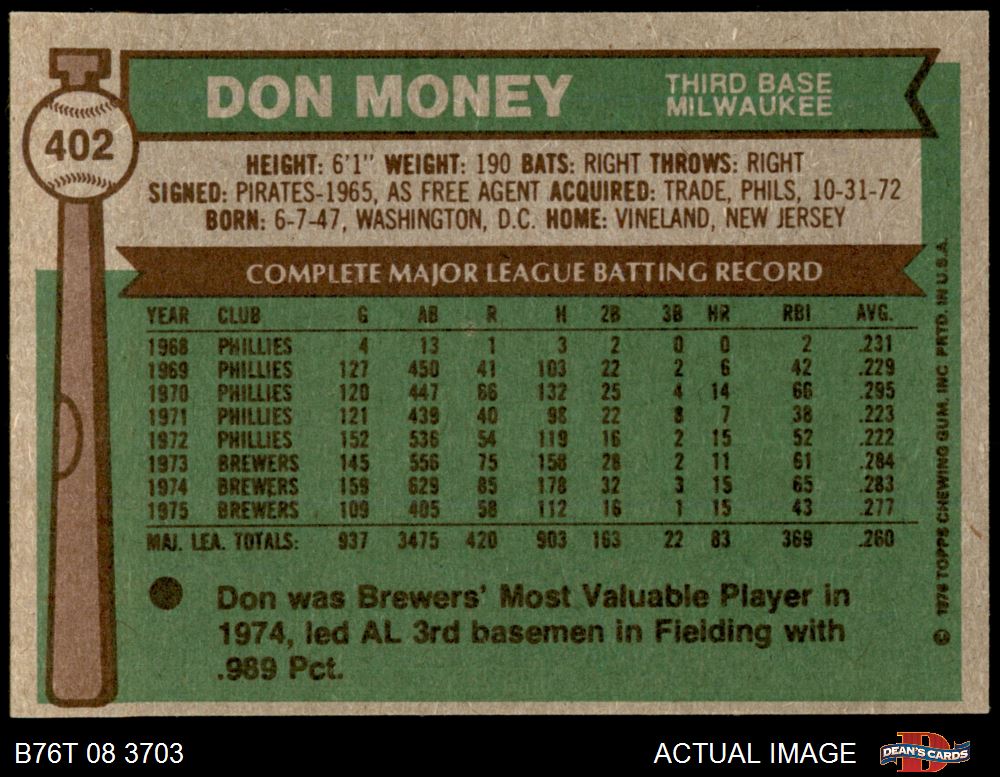 402
DON MONEY
THIRD BASE
MILWAUKEE
HEIGHT: 6'1" WEIGHT: 190 BATS: RIGHT THROWS: RIGHT
SIGNED: PIRATES-1965, AS FREE AGENT ACQUIRED: TRADE, PHILS, 10-31-72
BORN: 6-7-47, WASHINGTON, D.C. HOME: VINELAND, NEW JERSEY
COMPLETE MAJOR LEAGUE BATTING RECORD
YEAR CLUB G AB R H 2B 3B HR RBI AVG.
1968 PHILLIES 4 13 1 3 2 0 0 2 .231
1969 PHILLIES 127 450 41 103 22 2 6 42 .229
1970 PHILLIES 120 447 66 132 25 4 14 66 .295
1971 PHILLIES 121 439 40 98 22 8 7 38 .223
1972 PHILLIES 152 536 54 119 16 2 15 52 .222
1973 BREWERS 145 556 75 158 28 2 11 61 .284
1974 BREWERS 159 629 85 178 32 3 15 65 .283
1975 BREWERS 109 405 58 112 16 1 15 43 .277
MAJ. LEA. TOTALS: 937 3475 420 903 163 22 83 369 .260
Don was Brewers' Most Valuable Player in
1974, led AL 3rd basemen in Fielding with
.989 Pct.
© 1976 TOPPS CHEWING GUM, INC PRTD. IN U.S.A.
B76T 08 3703
ACTUAL IMAGE
DEAN'S CARDS